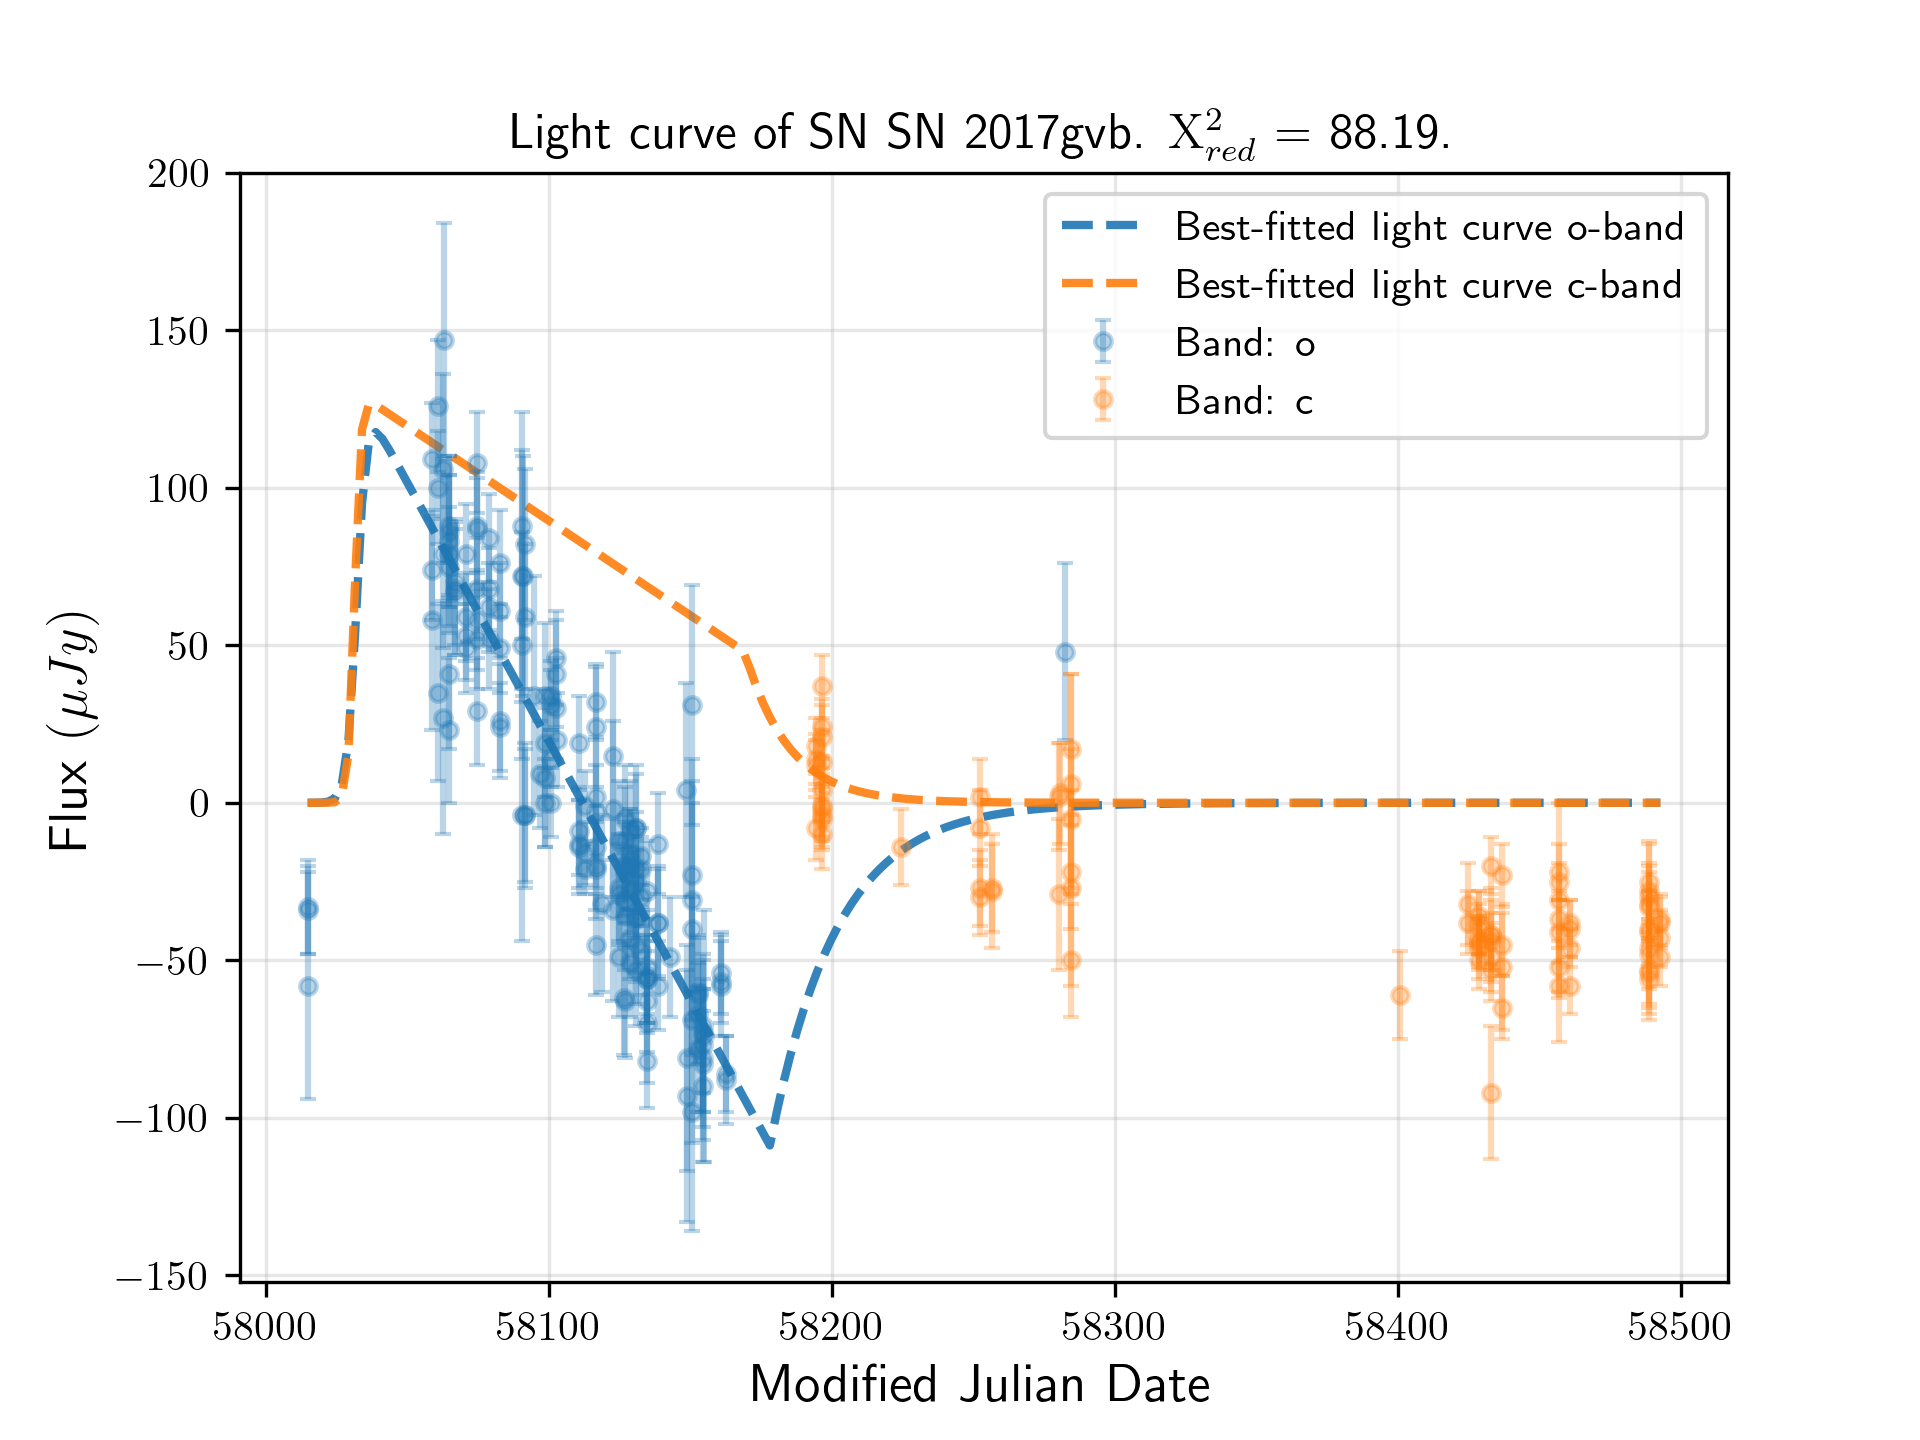 Light curve of SN SN 2017gvb. X²_red = 88.19.
200
150
100
50
0
−50
−100
−150
Flux (μJy)
Best-fitted light curve o-band
Best-fitted light curve c-band
Band: o
Band: c
58000 58100 58200 58300 58400 58500
Modified Julian Date